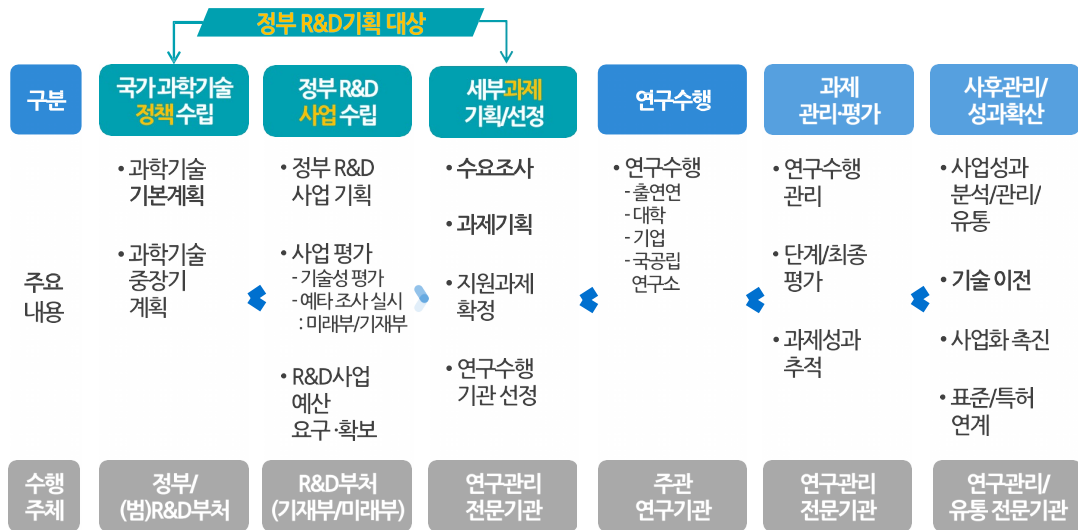 정부 R&D기획 대상
구분
국가 과학기술
정책 수립
정부 R&D
사업 수립
세부과제
기획/선정
연구수행
과제
관리·평가
사후관리/
성과확산
주요
내용
• 과학기술
기본계획
• 과학기술
중장기
계획
• 정부 R&D
사업 기획
• 사업 평가
- 기술성 평가
- 예타 조사 실시
: 미래부/기재부
• R&D사업
예산
요구·확보
• 수요조사
• 과제기획
• 지원과제
확정
• 연구수행
기관 선정
• 연구수행
- 출연연
- 대학
- 기업
- 국공립
연구소
• 연구수행
관리
• 단계/최종
평가
• 과제성과
추적
• 사업성과
분석/관리/
유통
• 기술 이전
• 사업화 촉진
• 표준/특허
연계
수행
주체
정부/
(범)R&D부처
R&D부처
(기재부/미래부)
연구관리
전문기관
주관
연구기관
연구관리
전문기관
연구관리/
유통 전문기관